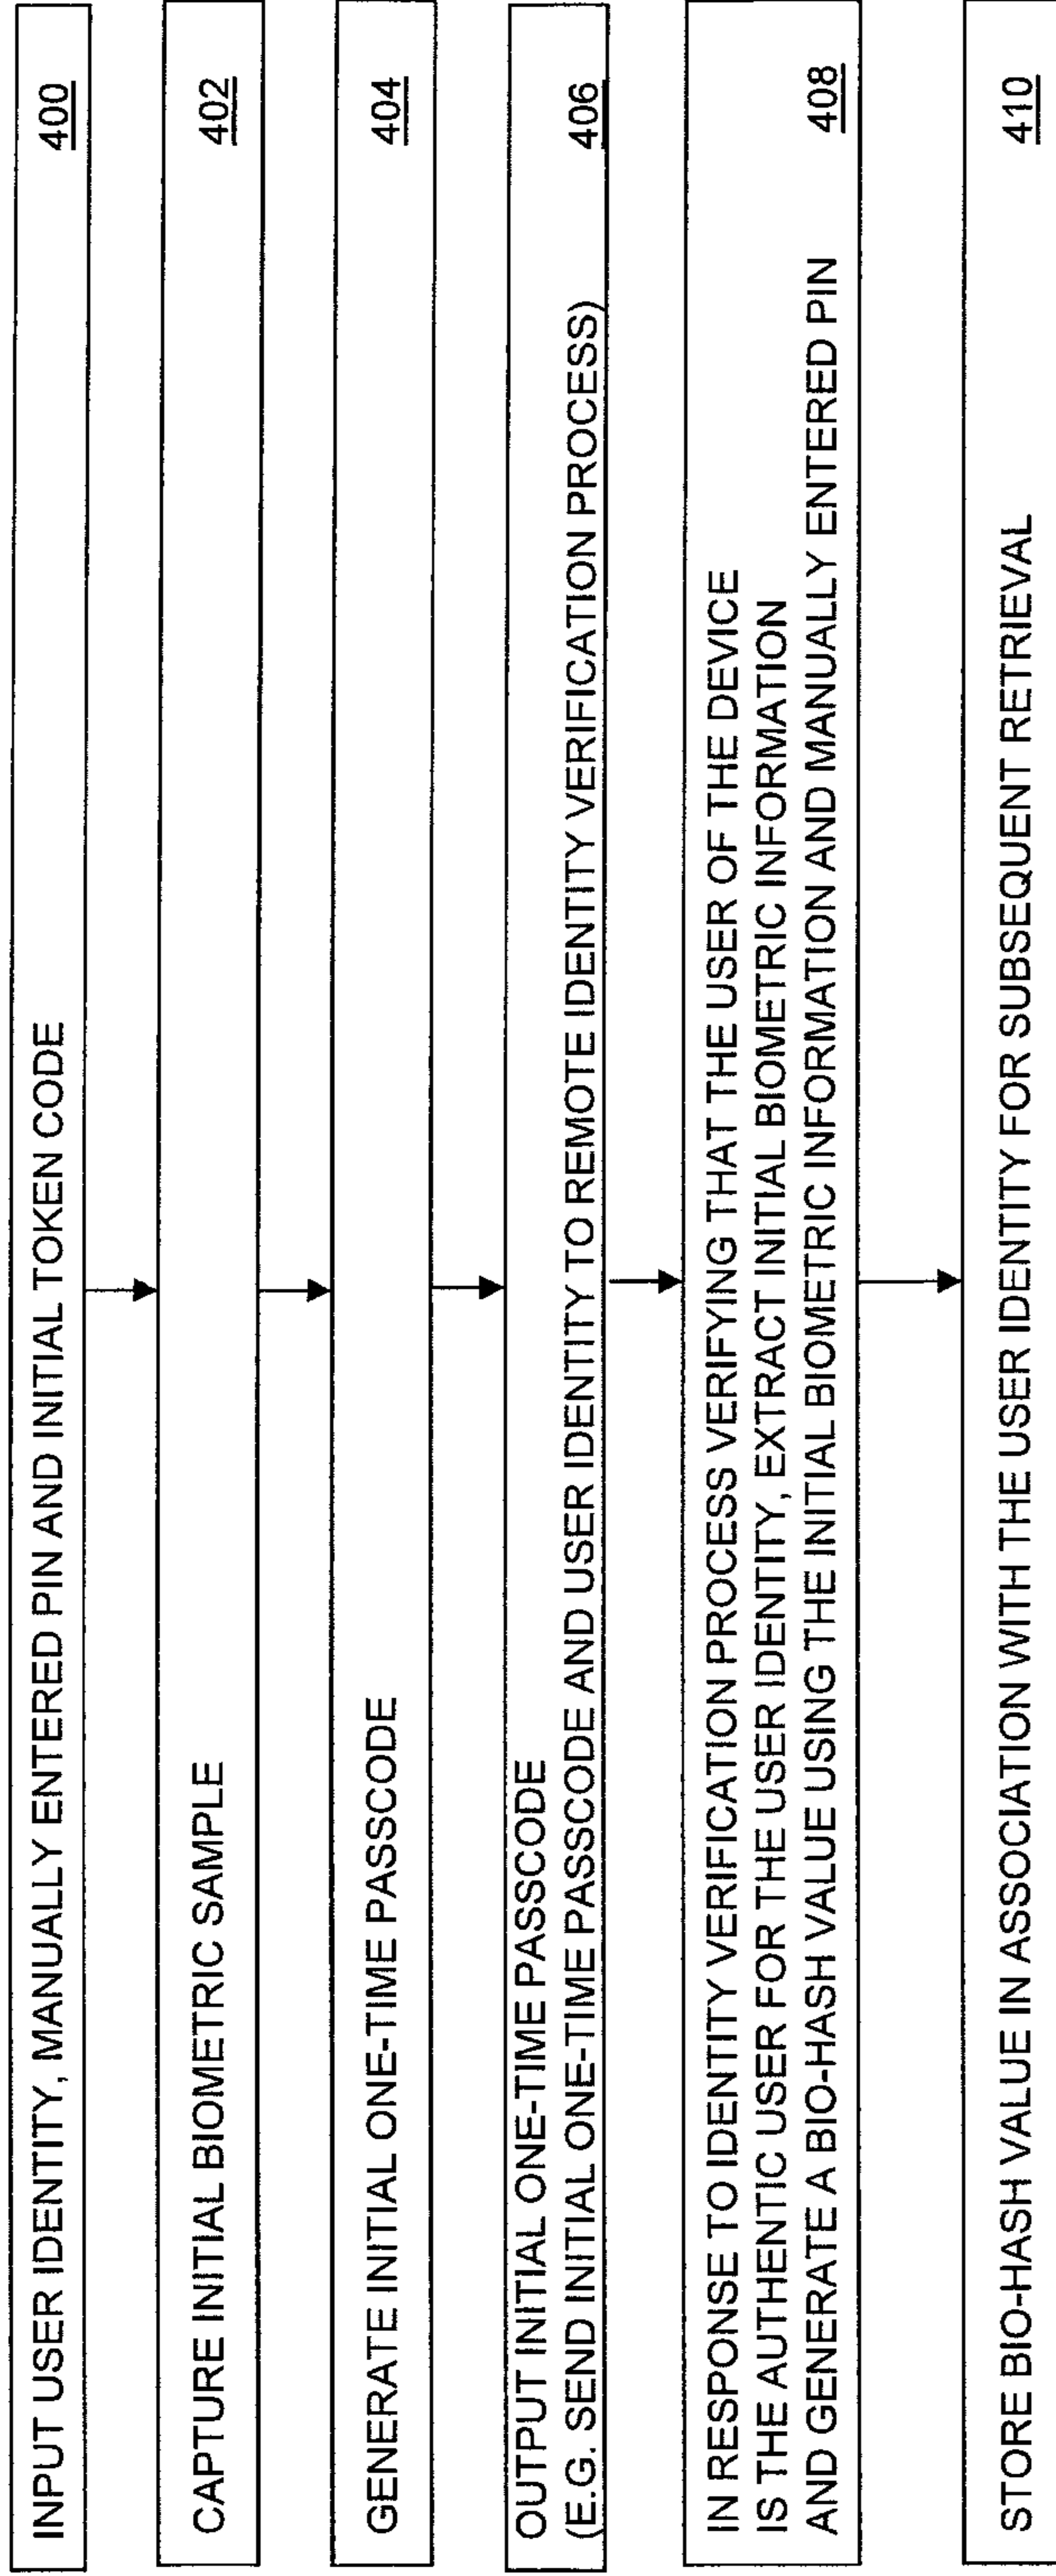 INPUT USER IDENTITY, MANUALLY ENTERED PIN AND INITIAL TOKEN CODE 400
CAPTURE INITIAL BIOMETRIC SAMPLE 402
GENERATE INITIAL ONE-TIME PASSCODE 404
OUTPUT INITIAL ONE-TIME PASSCODE
(E.G. SEND INITIAL ONE-TIME PASSCODE AND USER IDENTITY TO REMOTE IDENTITY VERIFICATION PROCESS) 406
IN RESPONSE TO IDENTITY VERIFICATION PROCESS VERIFYING THAT THE USER OF THE DEVICE
IS THE AUTHENTIC USER FOR THE USER IDENTITY, EXTRACT INITIAL BIOMETRIC INFORMATION
AND GENERATE A BIO-HASH VALUE USING THE INITIAL BIOMETRIC INFORMATION AND MANUALLY ENTERED PIN 408
STORE BIO-HASH VALUE IN ASSOCIATION WITH THE USER IDENTITY FOR SUBSEQUENT RETRIEVAL 410